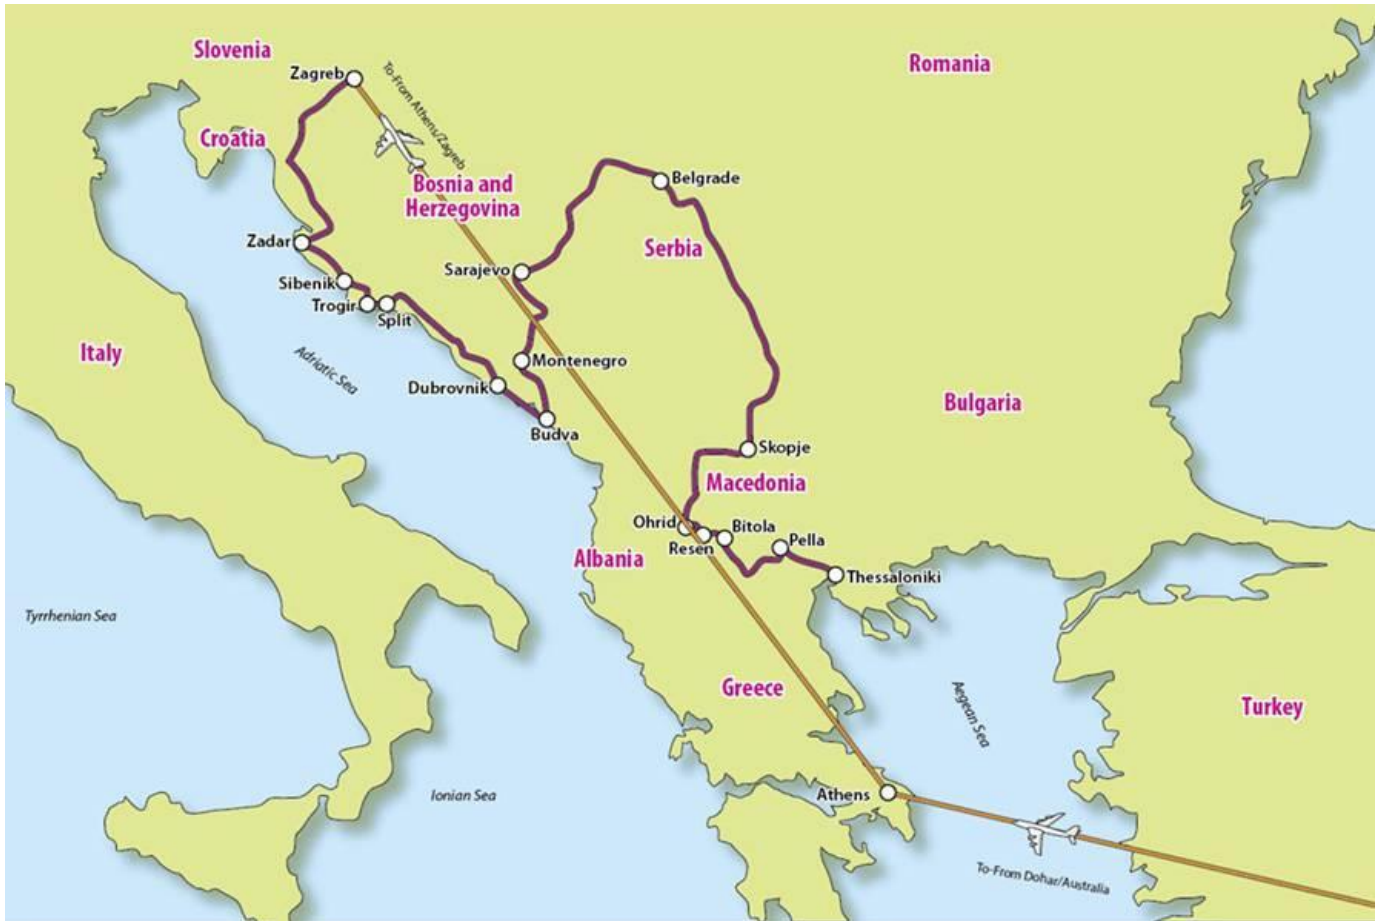 Slovenia
Romania
Zagreb
To-From Athens/Zagreb
Croatia
Bosnia and
Herzegovina
Belgrade
Zadar
Serbia
Sarajevo
Sibenik
Trogir
Split
Italy
Adriatic Sea
Montenegro
Dubrovnik
Bulgaria
Budva
Skopje
Macedonia
Ohrid
Bitola
Resen
Pella
Albania
Thessaloniki
Tyrrhenian Sea
Greece
Aegean Sea
Turkey
Ionian Sea
Athens
To-From Dohar/Australia